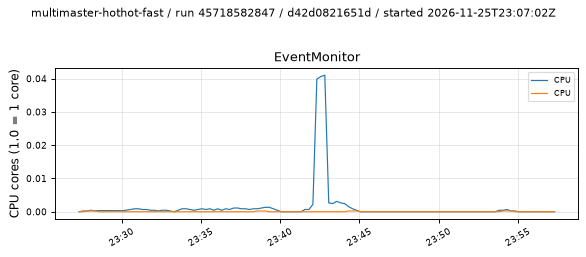 multimaster-hothot-fast / run 45718582847 / d42d0821651d / started 2026-11-25T23:07:02Z
EventMonitor
CPU cores (1.0 = 1 core)
0.04
0.03
0.02
0.01
0.00
CPU
CPU
23:30
23:35
23:40
23:45
23:50
23:55